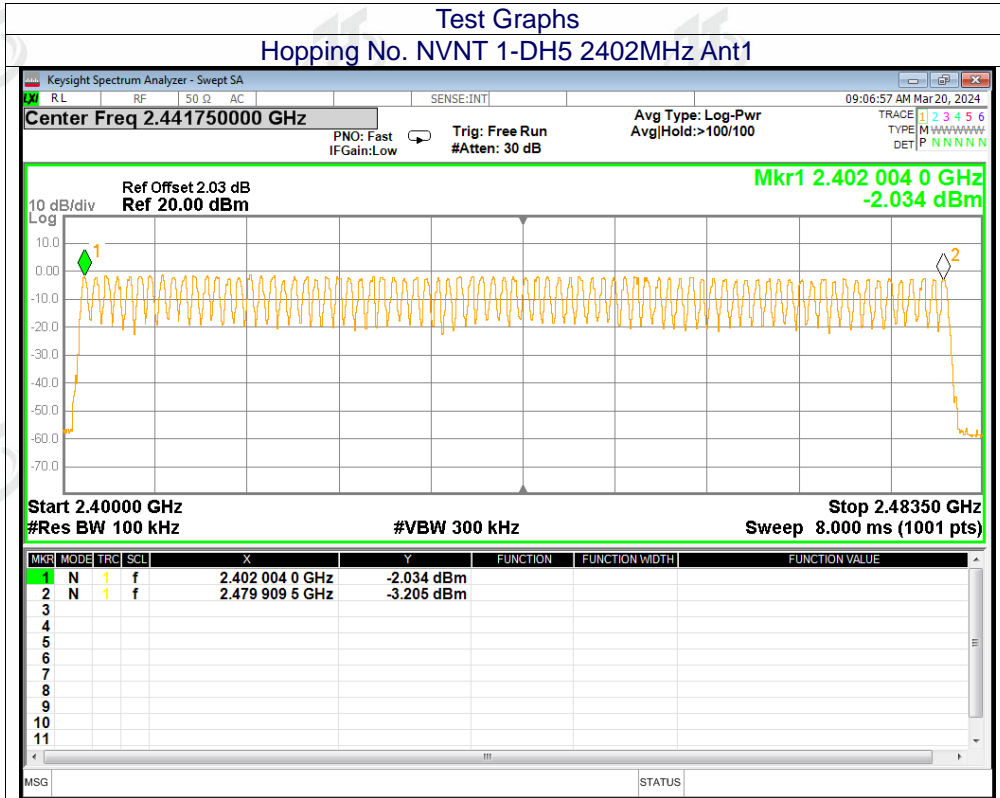 Test Graphs
Hopping No. NVNT 1-DH5 2402MHz Ant1
Keysight Spectrum Analyzer - Swept SA
LXI RL RF 50 Ω AC SENSE:INT 09:06:57 AM Mar 20, 2024
Center Freq 2.441750000 GHz Avg Type: Log-Pwr TRACE 1 2 3 4 5 6
PNO: Fast Trig: Free Run Avg|Hold:>100/100 TYPE M WWWWW
IFGain:Low #Atten: 30 dB DET P N N N N N
Mkr1 2.402 004 0 GHz
Ref Offset 2.03 dB
10 dB/div Ref 20.00 dBm -2.034 dBm
Log
10.0
1
2
0.00
-10.0
-20.0
-30.0
-40.0
-50.0
-60.0
-70.0
Start 2.40000 GHz Stop 2.48350 GHz
#Res BW 100 kHz #VBW 300 kHz Sweep 8.000 ms (1001 pts)
MKR MODE TRC SCL X Y FUNCTION FUNCTION WIDTH FUNCTION VALUE
1 N 1 f 2.402 004 0 GHz -2.034 dBm
2 N 1 f 2.479 909 5 GHz -3.205 dBm
3
4
5
6
7
8
9
10
11
MSG STATUS